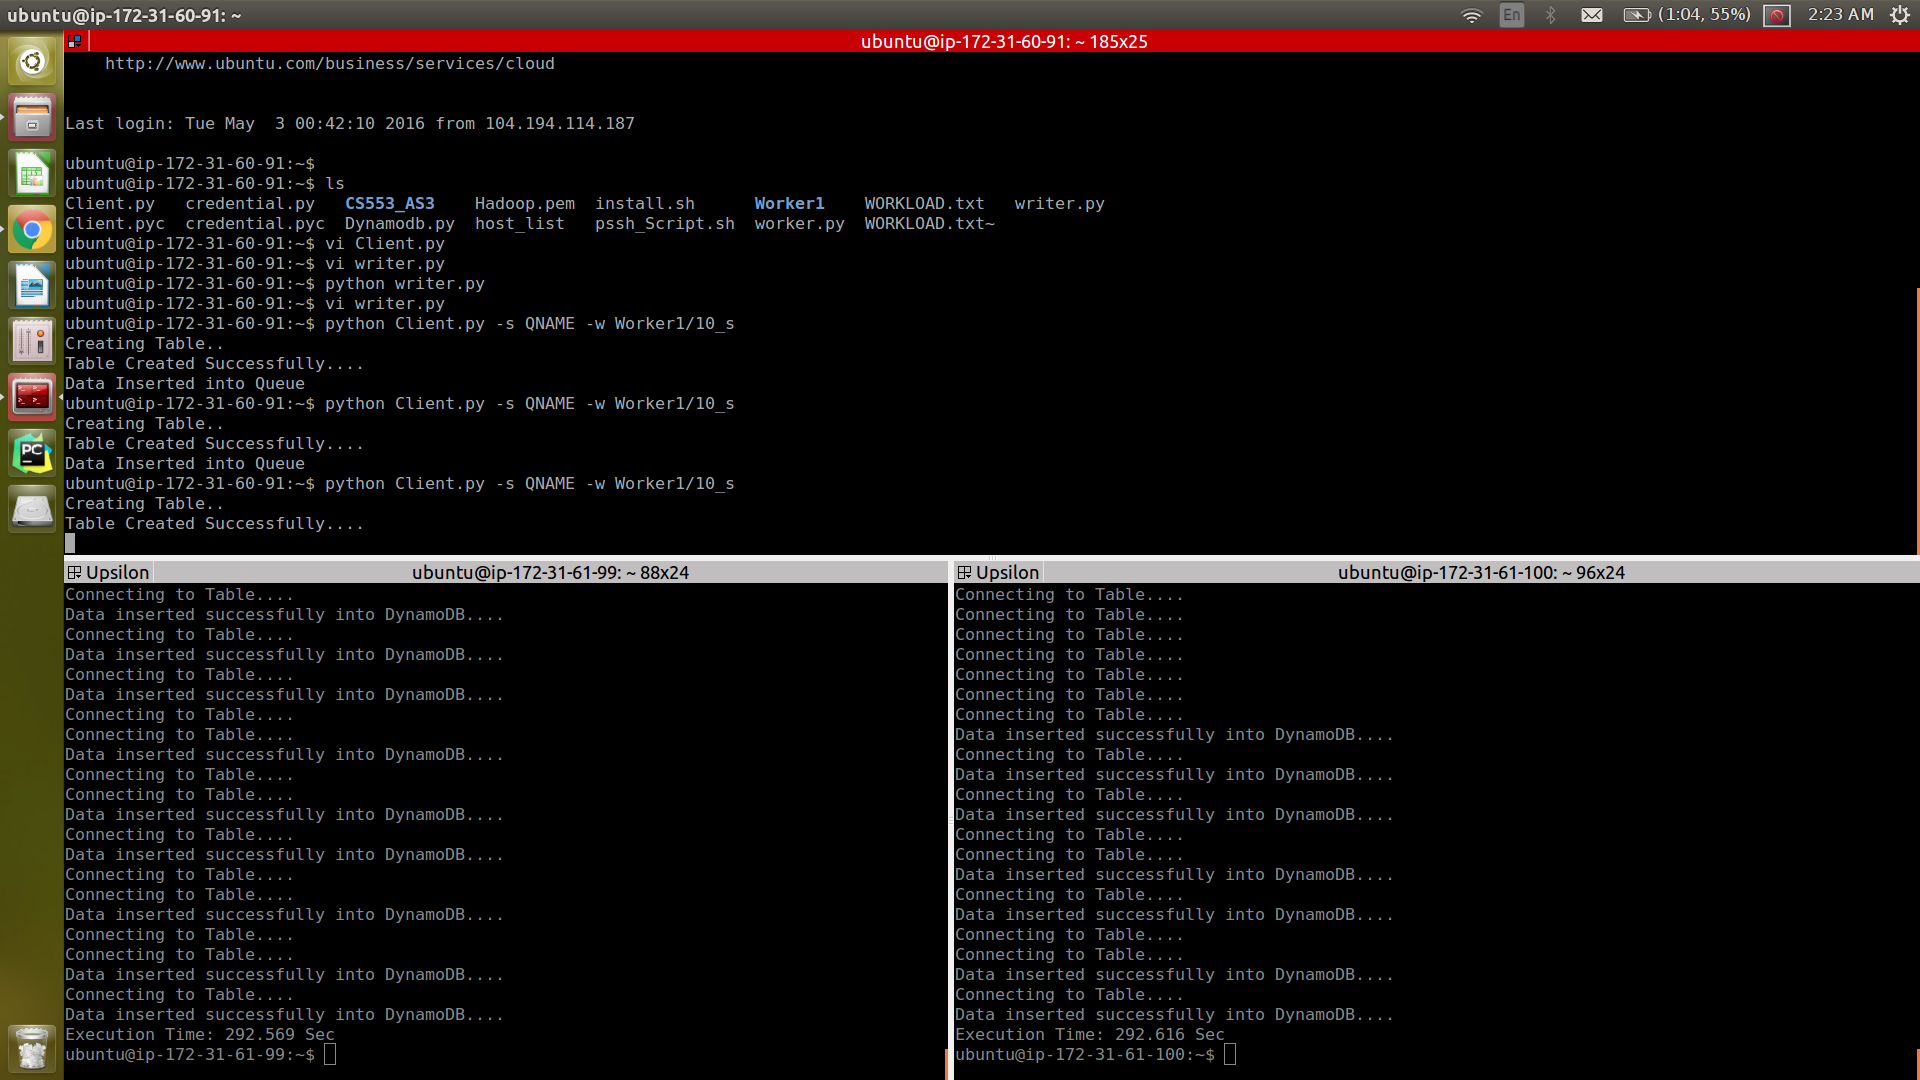 ubuntu@ip-172-31-60-91: ~
En
(1:04, 55%)
2:23 AM
ubuntu@ip-172-31-60-91: ~ 185x25
http://www.ubuntu.com/business/services/cloud
Last login: Tue May  3 00:42:10 2016 from 104.194.114.187
ubuntu@ip-172-31-60-91:~$
ubuntu@ip-172-31-60-91:~$ ls
Client.py   credential.py   CS553_AS3    Hadoop.pem  install.sh      Worker1    WORKLOAD.txt   writer.py
Client.pyc  credential.pyc  Dynamodb.py  host_list   pssh_Script.sh  worker.py  WORKLOAD.txt~
ubuntu@ip-172-31-60-91:~$ vi Client.py
ubuntu@ip-172-31-60-91:~$ vi writer.py
ubuntu@ip-172-31-60-91:~$ python writer.py
ubuntu@ip-172-31-60-91:~$ vi writer.py
ubuntu@ip-172-31-60-91:~$ python Client.py -s QNAME -w Worker1/10_s
Creating Table..
Table Created Successfully....
Data Inserted into Queue
ubuntu@ip-172-31-60-91:~$ python Client.py -s QNAME -w Worker1/10_s
Creating Table..
Table Created Successfully....
Data Inserted into Queue
ubuntu@ip-172-31-60-91:~$ python Client.py -s QNAME -w Worker1/10_s
Creating Table..
Table Created Successfully....
PC
Upsilon
ubuntu@ip-172-31-61-99: ~ 88x24
Connecting to Table....
Data inserted successfully into DynamoDB....
Connecting to Table....
Data inserted successfully into DynamoDB....
Connecting to Table....
Data inserted successfully into DynamoDB....
Connecting to Table....
Connecting to Table....
Data inserted successfully into DynamoDB....
Connecting to Table....
Connecting to Table....
Data inserted successfully into DynamoDB....
Connecting to Table....
Data inserted successfully into DynamoDB....
Connecting to Table....
Connecting to Table....
Data inserted successfully into DynamoDB....
Connecting to Table....
Connecting to Table....
Data inserted successfully into DynamoDB....
Connecting to Table....
Data inserted successfully into DynamoDB....
Execution Time: 292.569 Sec
ubuntu@ip-172-31-61-99:~$
Upsilon
ubuntu@ip-172-31-61-100: ~ 96x24
Connecting to Table....
Connecting to Table....
Connecting to Table....
Connecting to Table....
Connecting to Table....
Connecting to Table....
Connecting to Table....
Data inserted successfully into DynamoDB....
Connecting to Table....
Data inserted successfully into DynamoDB....
Connecting to Table....
Data inserted successfully into DynamoDB....
Connecting to Table....
Connecting to Table....
Data inserted successfully into DynamoDB....
Connecting to Table....
Data inserted successfully into DynamoDB....
Connecting to Table....
Connecting to Table....
Data inserted successfully into DynamoDB....
Connecting to Table....
Data inserted successfully into DynamoDB....
Execution Time: 292.616 Sec
ubuntu@ip-172-31-61-100:~$